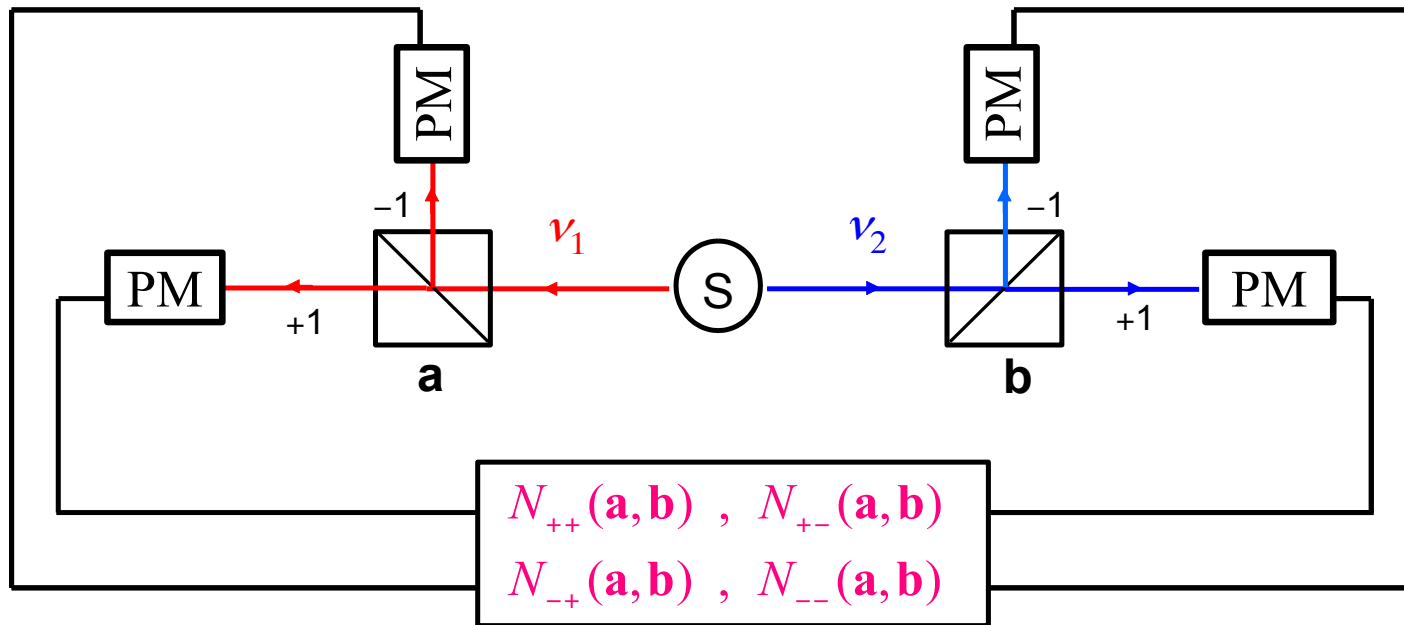 PM
PM
−1
ν₁
ν₂
−1
PM
+1
S
+1
PM
a
b
N₊₊(a,b) , N₊₋(a,b)
N₋₊(a,b) , N₋₋(a,b)